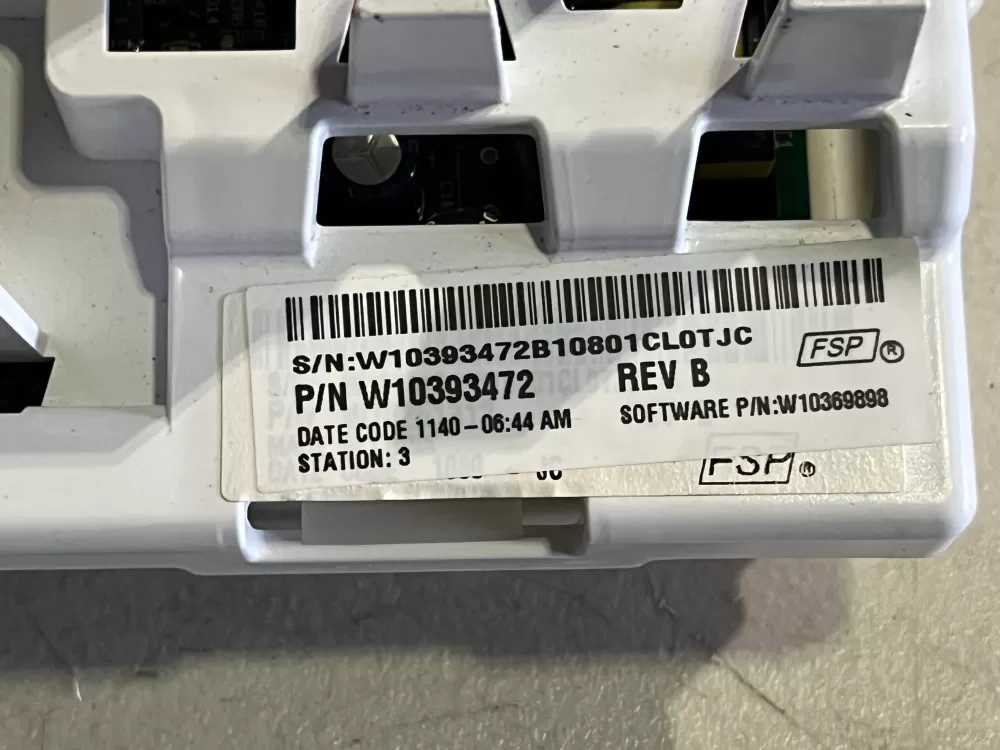 S/N:W10393472B10801CL0TJC
FSP®
P/N W10393472 REV B
DATE CODE 1140-06:44 AM SOFTWARE P/N:W10369898
STATION: 3
FSP®